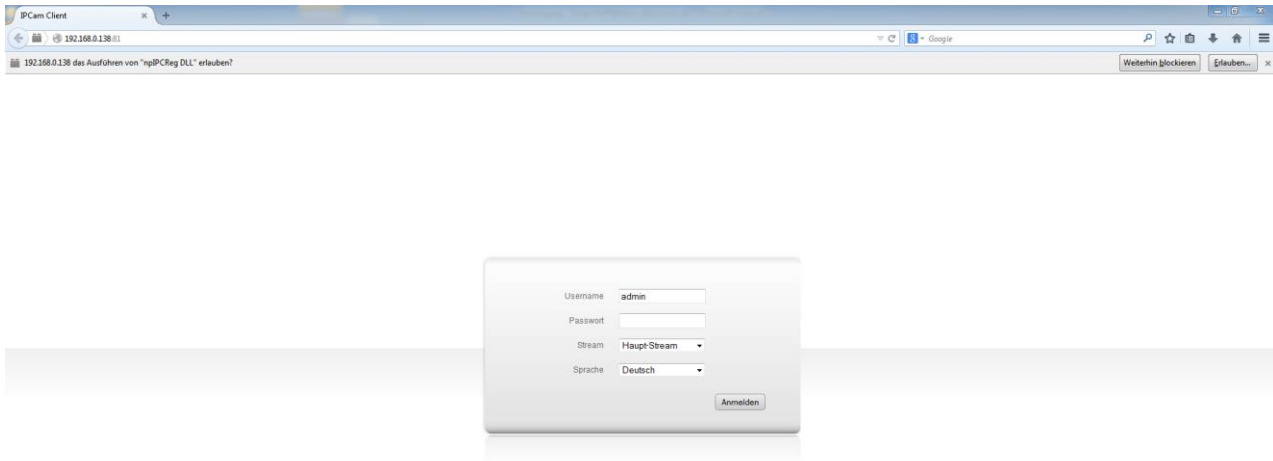 IPCam Client
192.168.0.138:81
Google
192.168.0.138 das Ausführen von "npIPCReg DLL" erlauben?
Weiterhin blockieren
Erlauben...
Username admin
Passwort
Stream Haupt-Stream
Sprache Deutsch
Anmelden